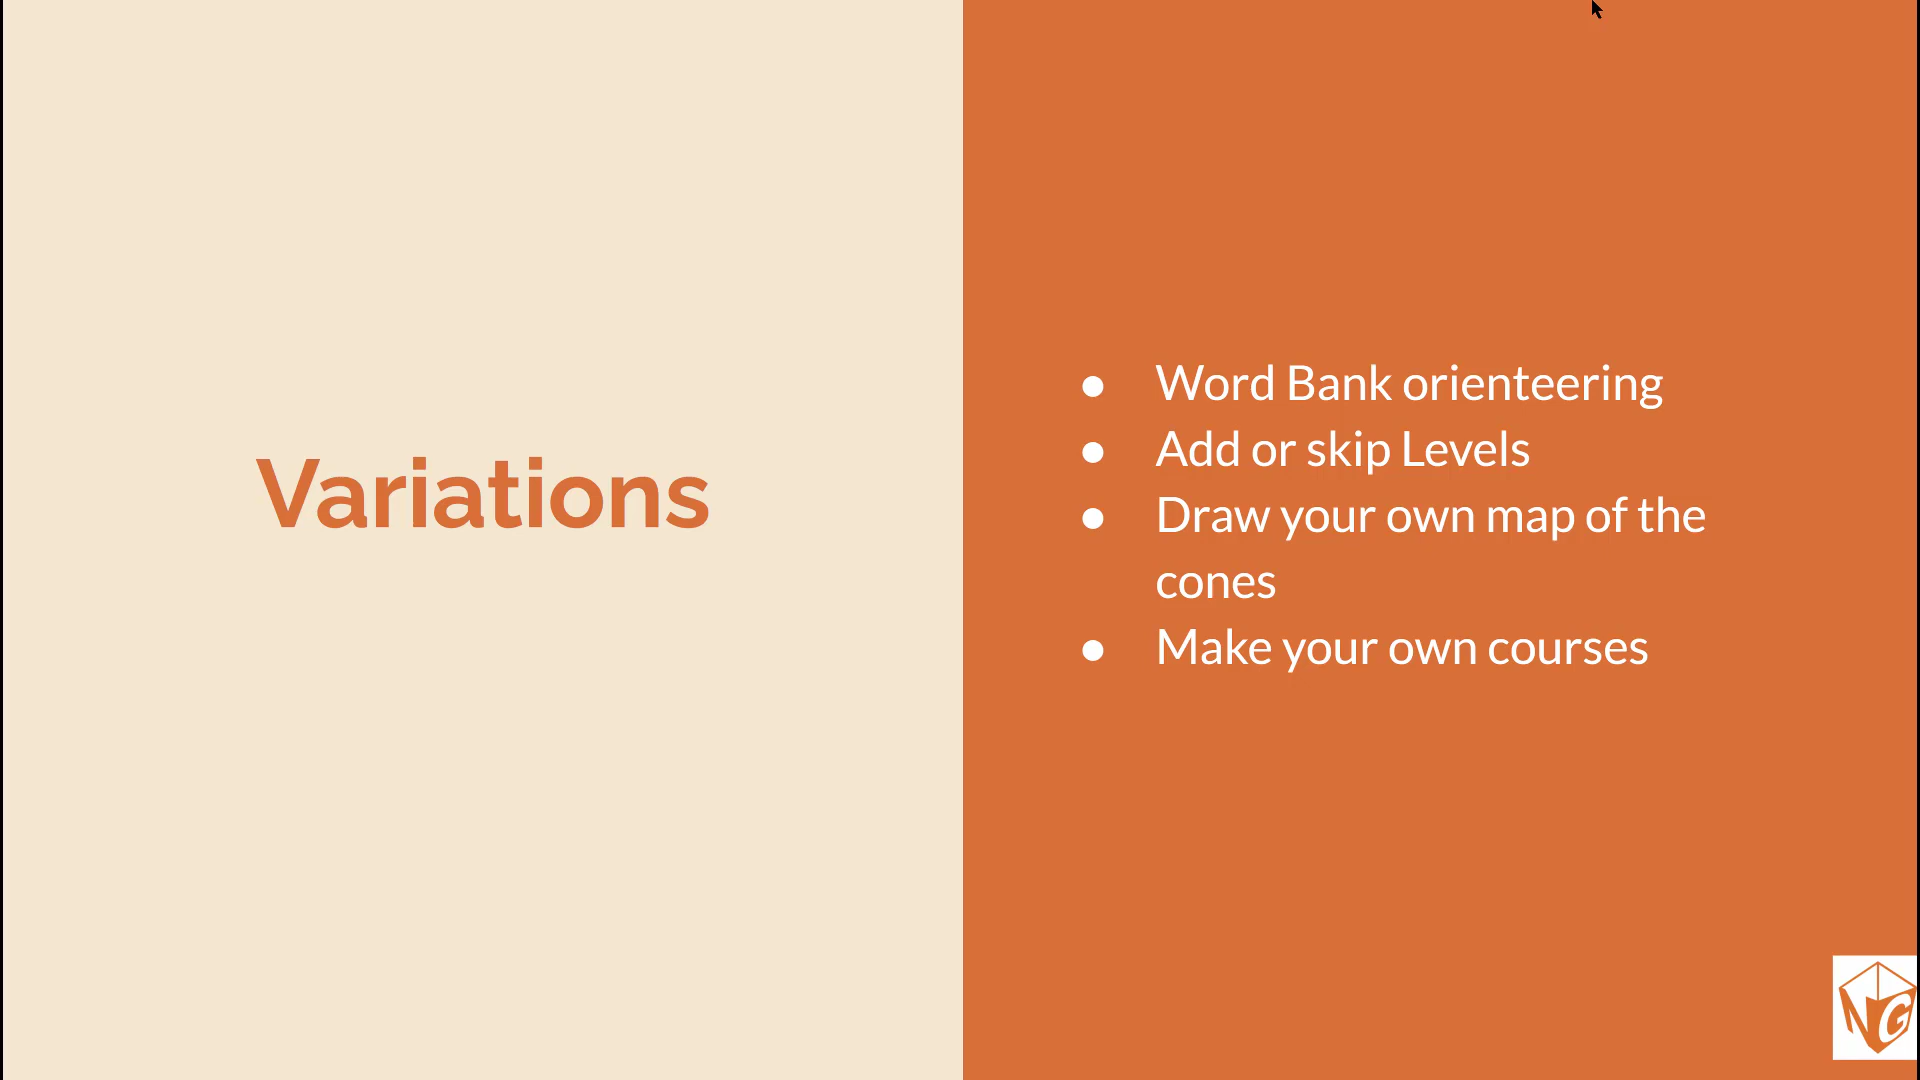 Variations
● Word Bank orienteering
● Add or skip Levels
● Draw your own map of the
cones
● Make your own courses
NG